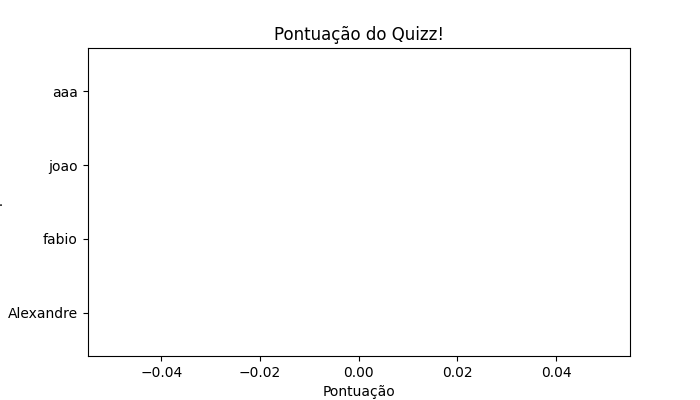 Pontuação do Quizz!
aaa
joao
fabio
Alexandre
−0.04
−0.02
0.00
0.02
0.04
Pontuação